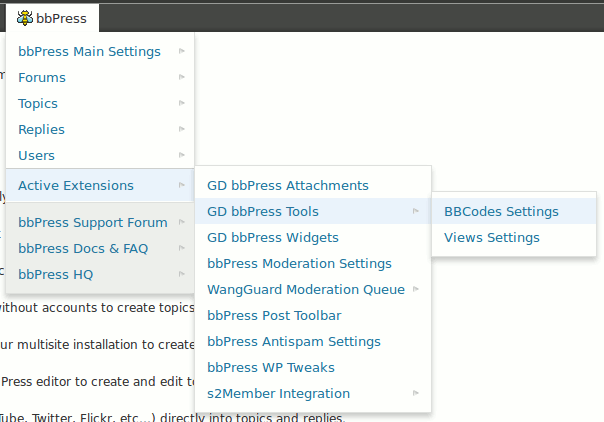 bbPress
bbPress Main Settings
Forums
Topics
Replies
Users
Active Extensions
bbPress Support Forum
bbPress Docs & FAQ
bbPress HQ
GD bbPress Attachments
GD bbPress Tools
GD bbPress Widgets
bbPress Moderation Settings
WangGuard Moderation Queue
bbPress Post Toolbar
bbPress Antispam Settings
bbPress WP Tweaks
s2Member Integration
BBCodes Settings
Views Settings
without accounts to create topics
ur multisite installation to create
Press editor to create and edit to
Tube, Twitter, Flickr, etc...) directly into topics and replies.